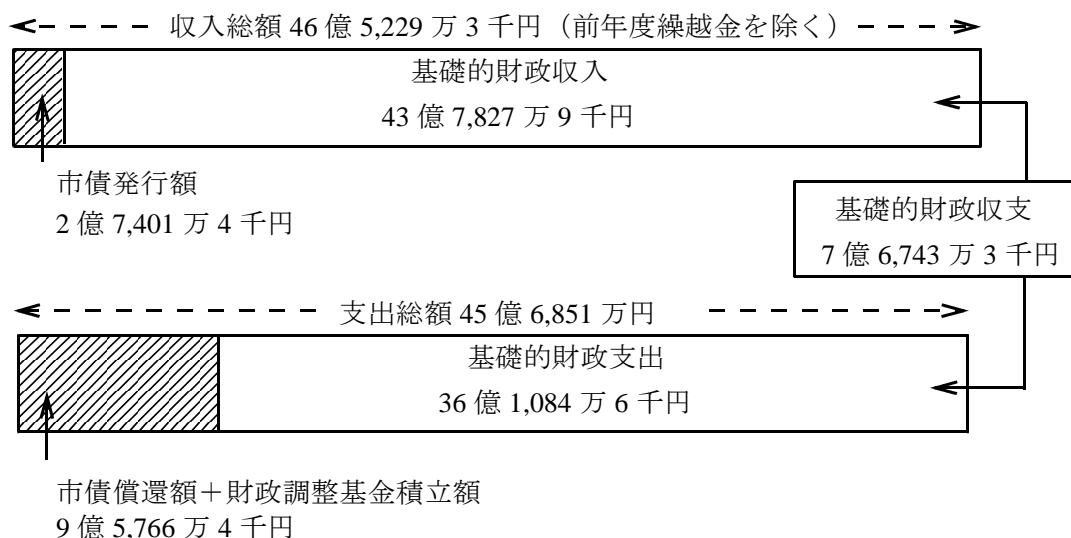 収入総額 46 億 5,229 万 3 千円（前年度繰越金を除く）
基礎的財政収入
43 億 7,827 万 9 千円
市債発行額
2 億 7,401 万 4 千円
基礎的財政収支
7 億 6,743 万 3 千円
支出総額 45 億 6,851 万円
基礎的財政支出
36 億 1,084 万 6 千円
市債償還額＋財政調整基金積立額
9 億 5,766 万 4 千円